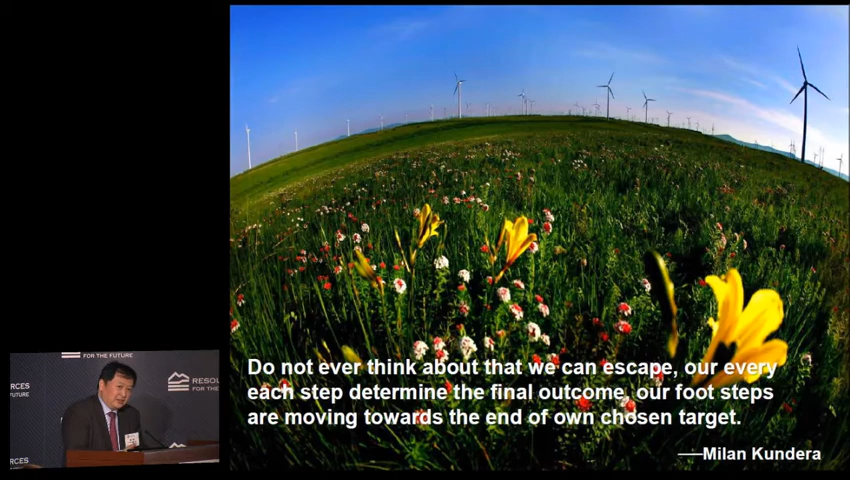 Do not ever think about that we can escape, our every
each step determine the final outcome, our foot steps
are moving towards the end of own chosen target.
——Milan Kundera
FOR THE FUTURE
RCES
FUTURE
RESOU
FOR THE
RCES